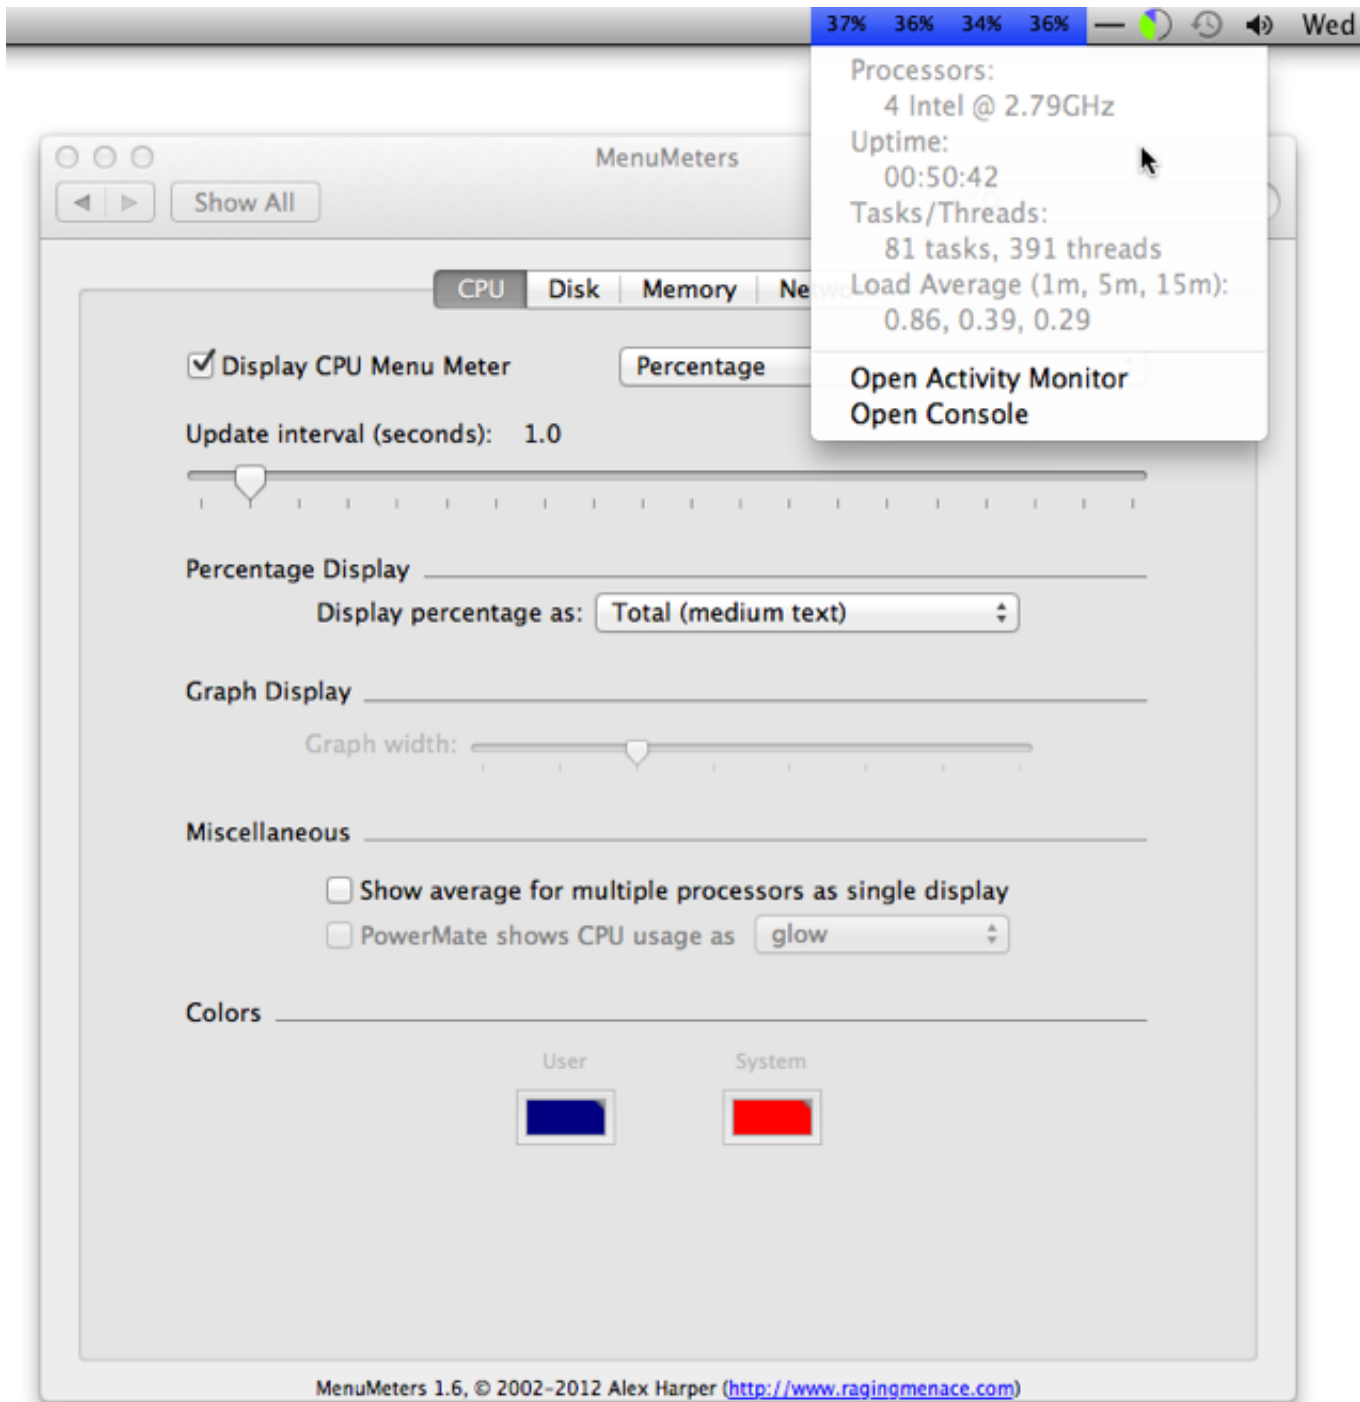 37% 36% 34% 36% Wed
Processors:
4 Intel @ 2.79GHz
Uptime:
00:50:42
Tasks/Threads:
81 tasks, 391 threads
Load Average (1m, 5m, 15m):
0.86, 0.39, 0.29
Open Activity Monitor
Open Console
MenuMeters
Show All
CPU Disk Memory Ne
Display CPU Menu Meter Percentage
Update interval (seconds): 1.0
Percentage Display
Display percentage as: Total (medium text)
Graph Display
Graph width:
Miscellaneous
Show average for multiple processors as single display
PowerMate shows CPU usage as glow
Colors
User System
MenuMeters 1.6, © 2002-2012 Alex Harper (http://www.ragingmenace.com)